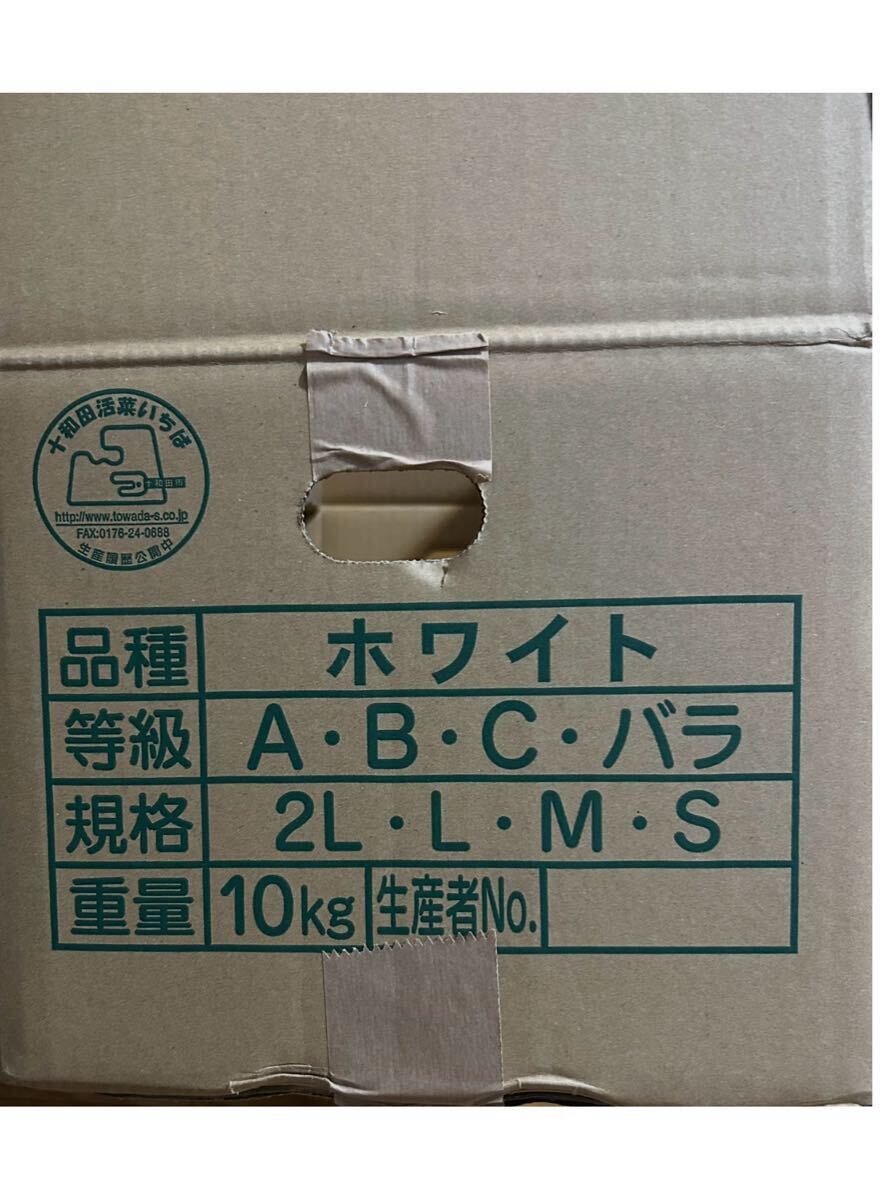 十和田活菜いちば
十和田市
http://www.towada-s.co.jp
FAX:0176-24-0688
生産履歴公開中
品種 ホワイト
等級 A・B・C・バラ
規格 2L・L・M・S
重量 10kg 生産者No.